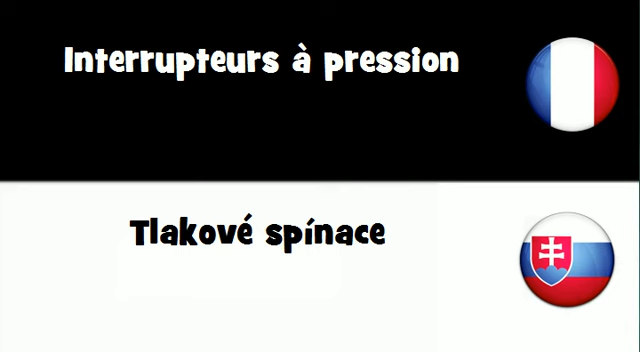 Interrupteurs à pression
Tlakové spínace